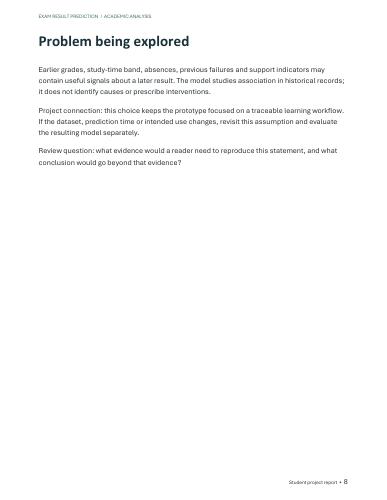 EXAM RESULT PREDICTION | ACADEMIC ANALYSIS
Problem being explored
Earlier grades, study-time band, absences, previous failures and support indicators may
contain useful signals about a later result. The model studies association in historical records;
it does not identify causes or prescribe interventions.
Project connection: this choice keeps the prototype focused on a traceable learning workflow.
If the dataset, prediction time or intended use changes, revisit this assumption and evaluate
the resulting model separately.
Review question: what evidence would a reader need to reproduce this statement, and what
conclusion would go beyond that evidence?
Student project report • 8